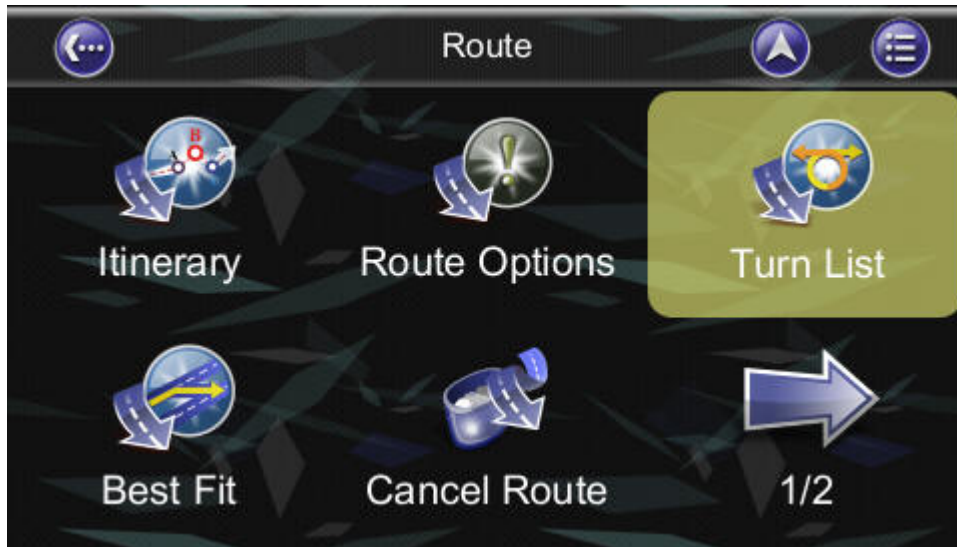 Route
Itinerary
Route Options
Turn List
Best Fit
Cancel Route
1/2